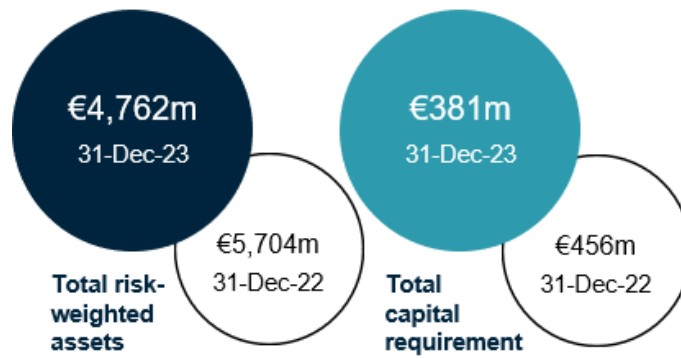 €4,762m
31-Dec-23
€5,704m
31-Dec-22
Total risk-
weighted
assets
€381m
31-Dec-23
€456m
31-Dec-22
Total
capital
requirement